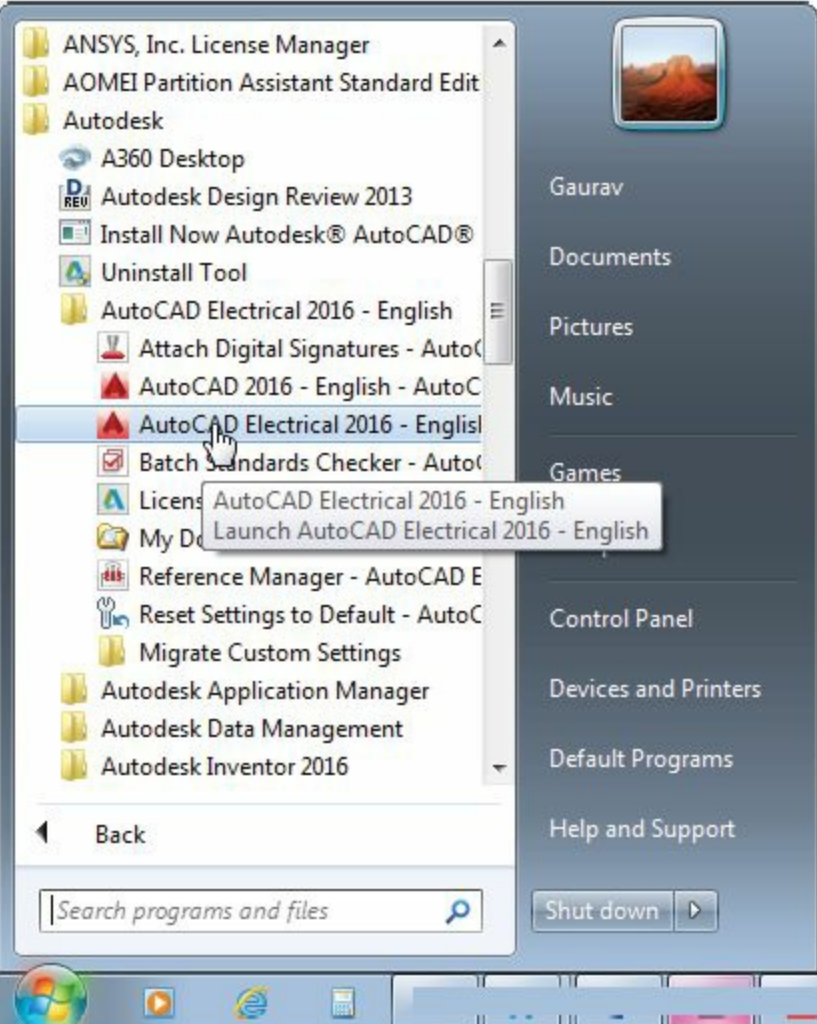 ANSYS, Inc. License Manager
AOMEI Partition Assistant Standard Edit
Autodesk
A360 Desktop
D
REV
Autodesk Design Review 2013
Install Now Autodesk® AutoCAD®
Uninstall Tool
AutoCAD Electrical 2016 - English
Attach Digital Signatures - Auto
AutoCAD 2016 - English - AutoC
AutoCAD Electrical 2016 - Englis
Batch Standards Checker - Auto
Licens
My Do
AutoCAD Electrical 2016 - English
Launch AutoCAD Electrical 2016 - English
Reference Manager - AutoCAD E
Reset Settings to Default - AutoC
Migrate Custom Settings
Autodesk Application Manager
Autodesk Data Management
Autodesk Inventor 2016
Back
Search programs and files
Gaurav
Documents
Pictures
Music
Games
Control Panel
Devices and Printers
Default Programs
Help and Support
Shut down